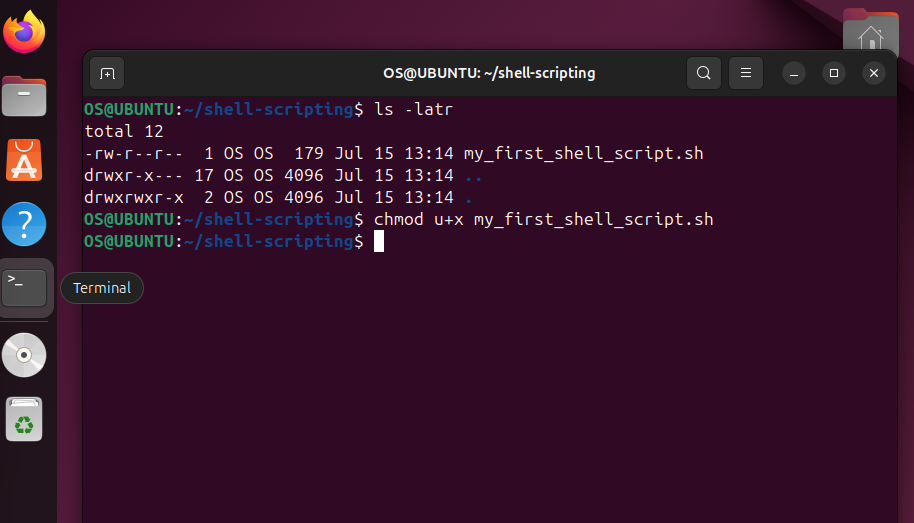 OS@UBUNTU: ~/shell-scripting
OS@UBUNTU:~/shell-scripting$ ls -latr
total 12
-rw-r--r--  1 OS OS  179 Jul 15 13:14 my_first_shell_script.sh
drwxr-x--- 17 OS OS 4096 Jul 15 13:14 ..
drwxrwxr-x  2 OS OS 4096 Jul 15 13:14 .
OS@UBUNTU:~/shell-scripting$ chmod u+x my_first_shell_script.sh
OS@UBUNTU:~/shell-scripting$
Terminal